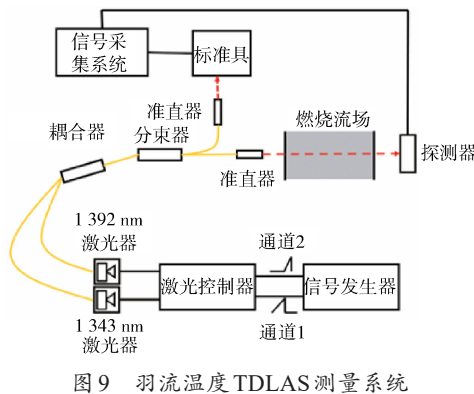 信号采
集系统
标准具
准直器
分束器
耦合器
燃烧流场
探测器
准直器
1 392 nm
激光器
激光控制器
通道2
信号发生器
通道1
1 343 nm
激光器
图9 羽流温度TDLAS测量系统